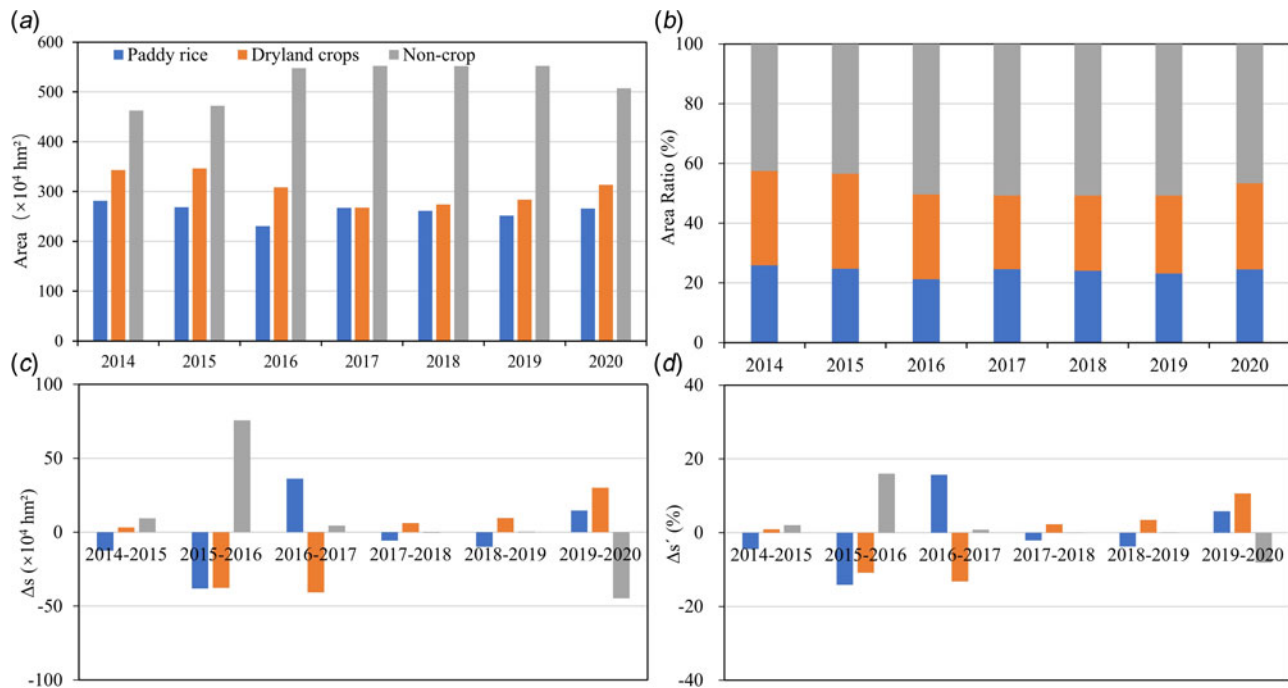 (a)
600
500
400
300
200
100
0
Area (×10⁴ hm²)
Paddy rice Dryland crops Non-crop
2014 2015 2016 2017 2018 2019 2020
(b)
100
80
60
40
20
0
Area Ratio (%)
2014 2015 2016 2017 2018 2019 2020
(c)
100
50
0
-50
-100
Δs (×10⁴ hm²)
2014-2015 2015-2016 2016-2017 2017-2018 2018-2019 2019-2020
(d)
40
20
0
-20
-40
Δs′ (%)
2014-2015 2015-2016 2016-2017 2017-2018 2018-2019 2019-2020